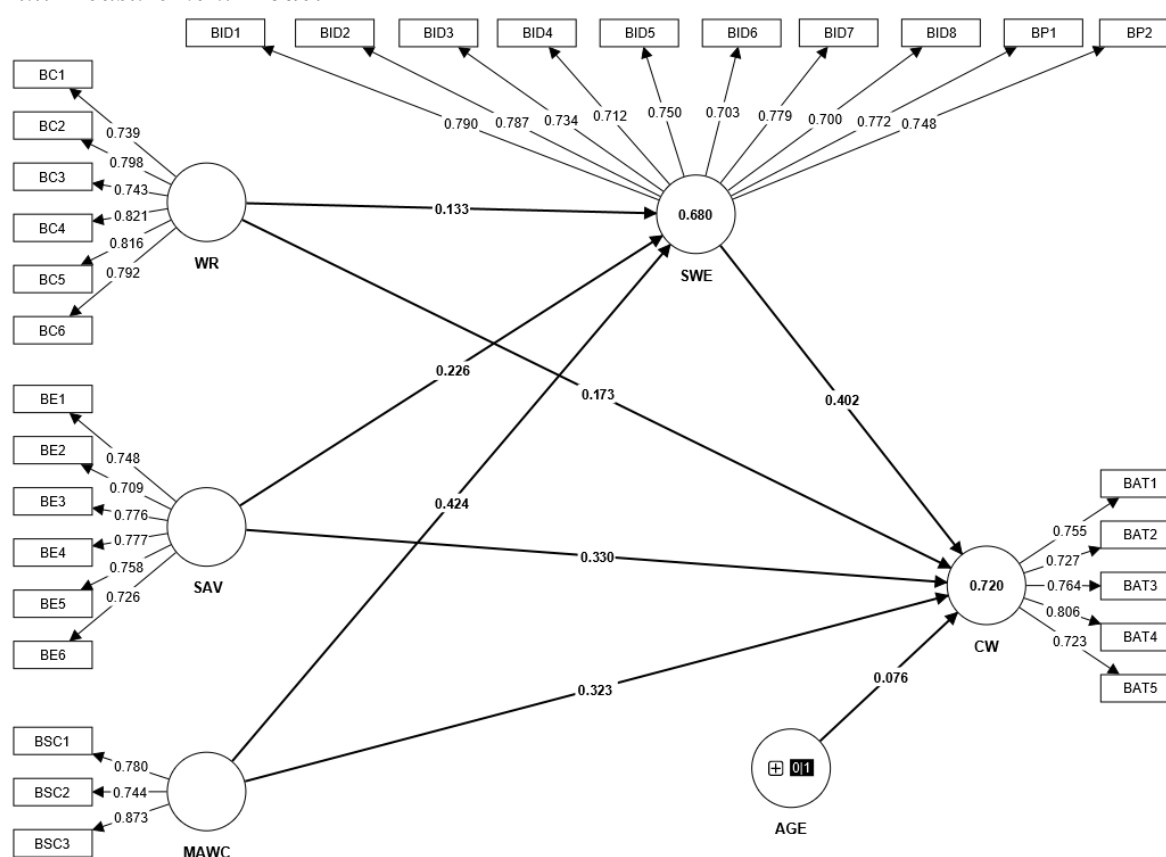 BID1 BID2 BID3 BID4 BID5 BID6 BID7 BID8 BP1 BP2
0.790 0.787 0.734 0.712 0.750 0.703 0.779 0.700 0.772 0.748
BC1
BC2
BC3
BC4
BC5
BC6
0.739
0.798
0.743
0.821
0.816
0.792
WR
0.133
0.680
SWE
0.226
0.173
0.402
0.424
BE1
BE2
BE3
BE4
BE5
BE6
0.748
0.709
0.776
0.777
0.758
0.726
SAV
0.330
0.720
CW
BAT1
BAT2
BAT3
BAT4
BAT5
0.755
0.727
0.764
0.806
0.723
0.323
0.076
BSC1
BSC2
BSC3
0.780
0.744
0.873
MAWC
0|1
AGE